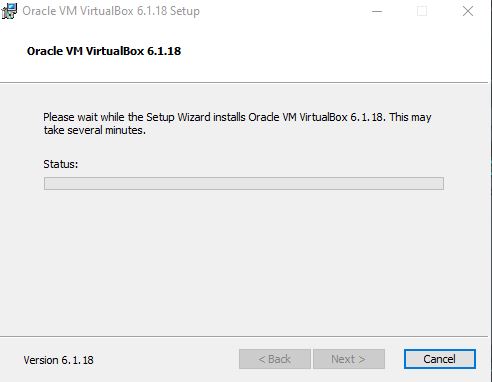 Oracle VM VirtualBox 6.1.18 Setup
Oracle VM VirtualBox 6.1.18
Please wait while the Setup Wizard installs Oracle VM VirtualBox 6.1.18. This may
take several minutes.
Status:
Version 6.1.18
< Back
Next >
Cancel